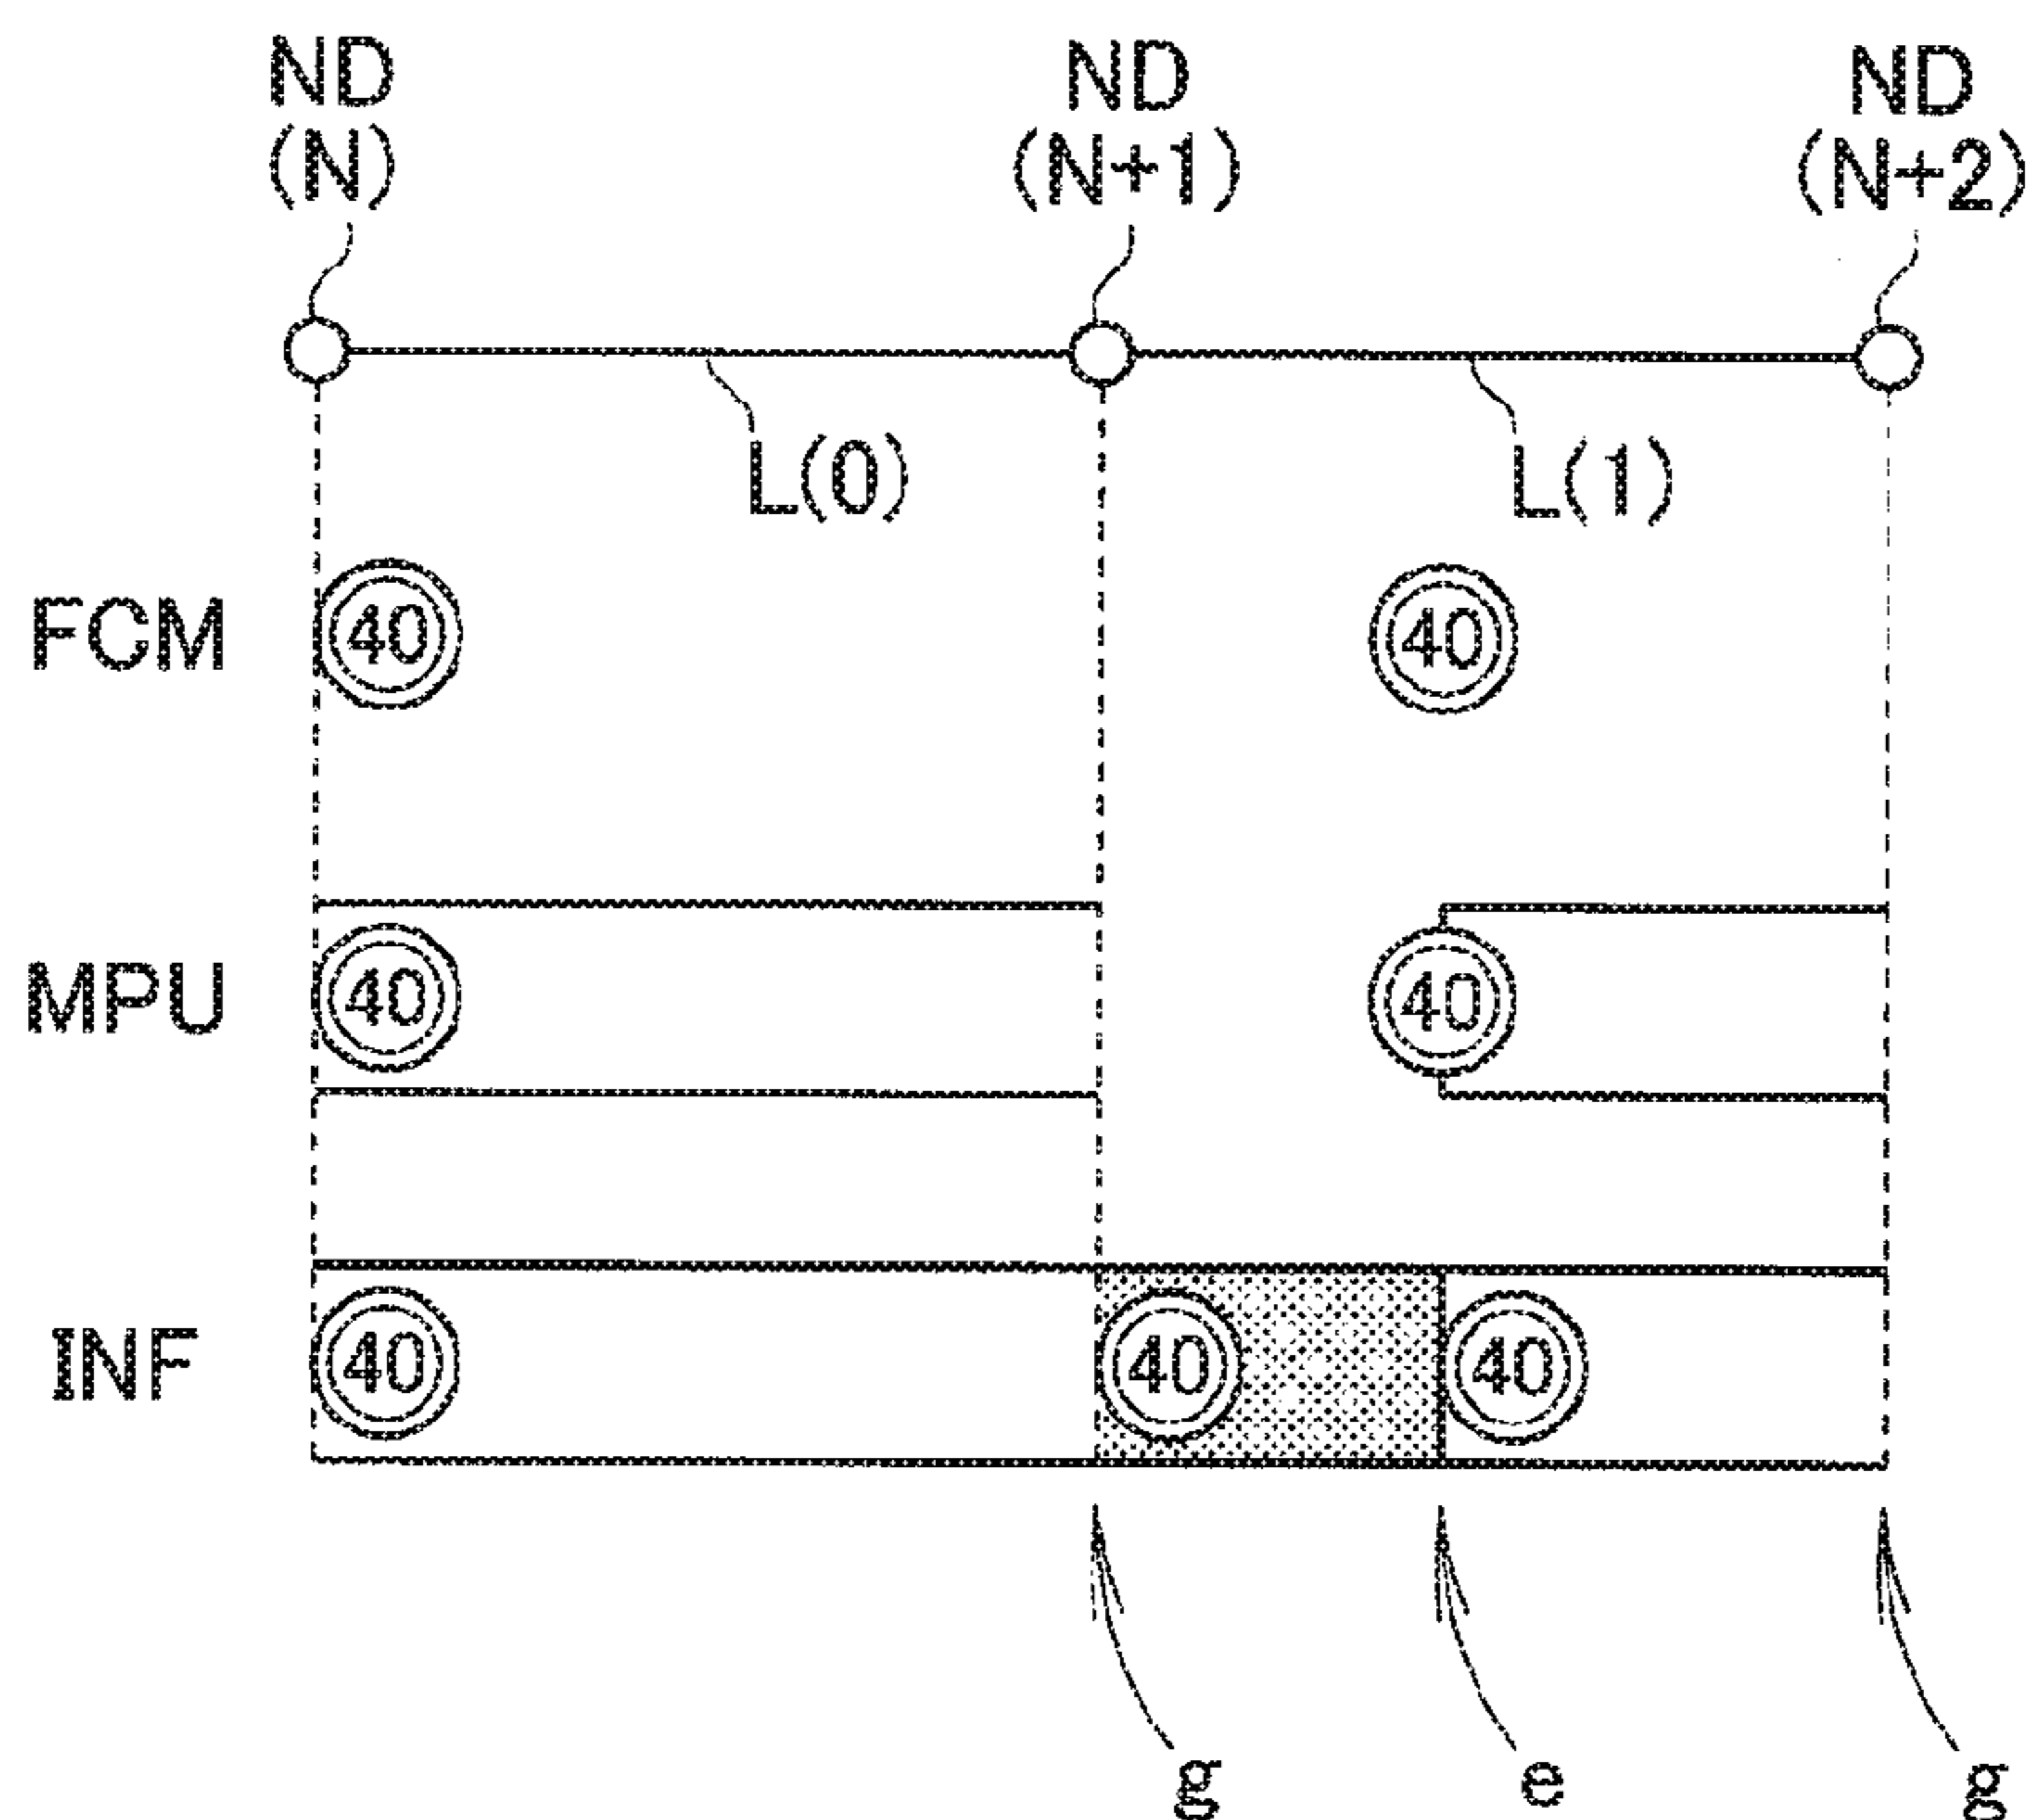 ND ND ND
(N) (N+1) (N+2)
L(0) L(1)
FCM 40 40
MPU 40 40
INF 40 40 40
g e g